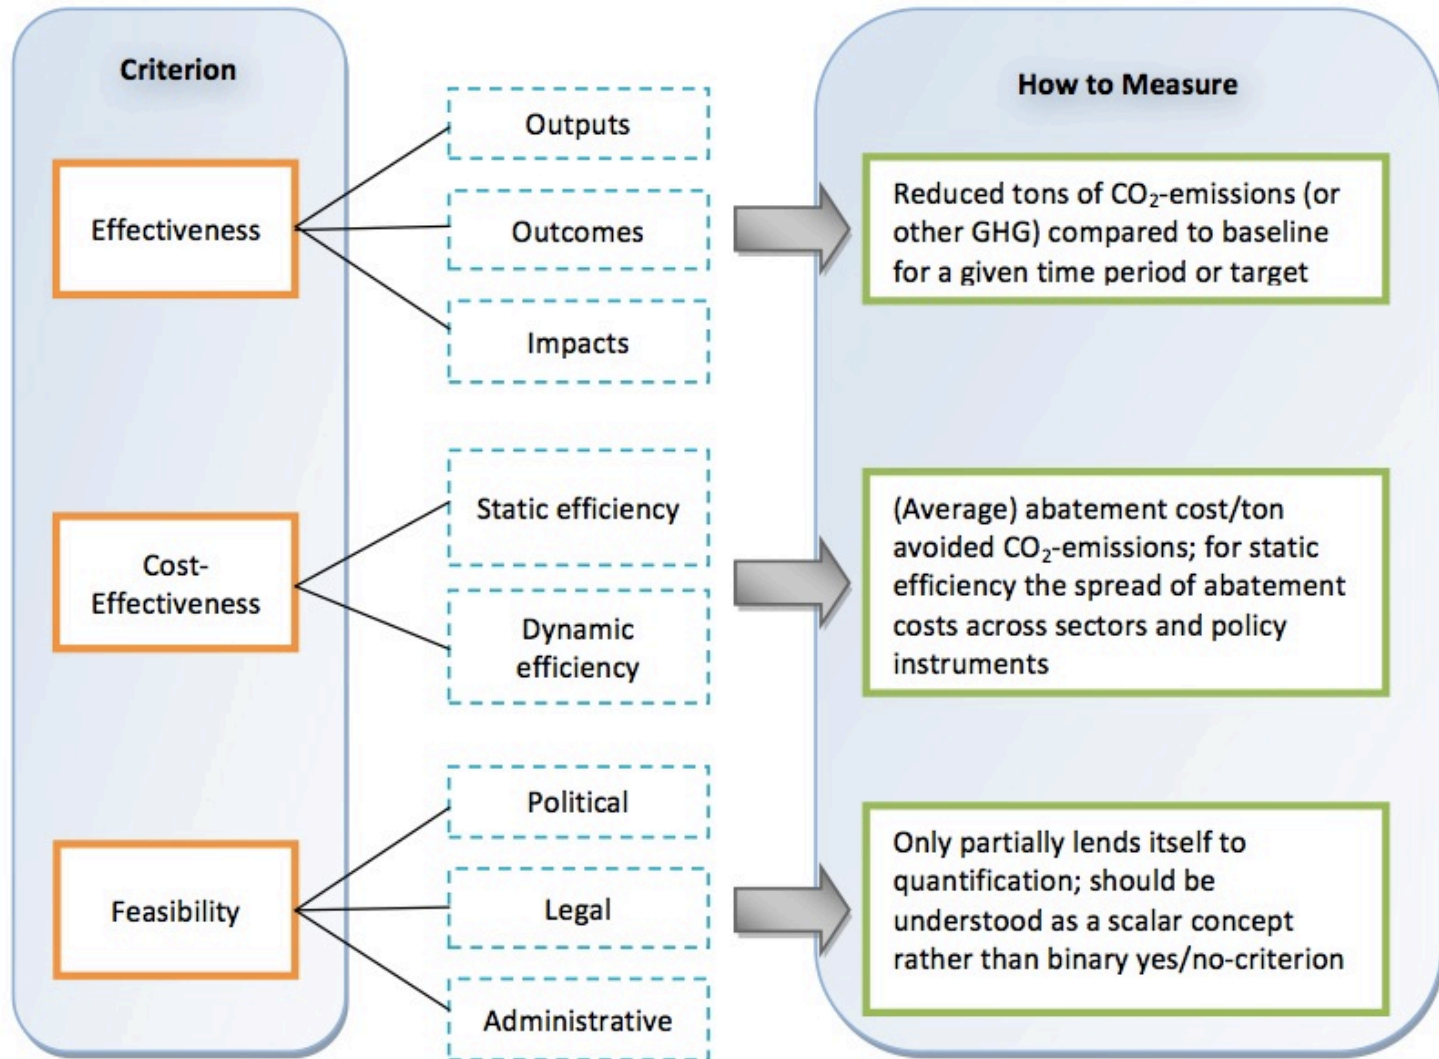 Criterion
How to Measure
Effectiveness
Outputs
Outcomes
Impacts
Reduced tons of CO₂-emissions (or
other GHG) compared to baseline
for a given time period or target
Cost-
Effectiveness
Static efficiency
Dynamic
efficiency
(Average) abatement cost/ton
avoided CO₂-emissions; for static
efficiency the spread of abatement
costs across sectors and policy
instruments
Feasibility
Political
Legal
Administrative
Only partially lends itself to
quantification; should be
understood as a scalar concept
rather than binary yes/no-criterion